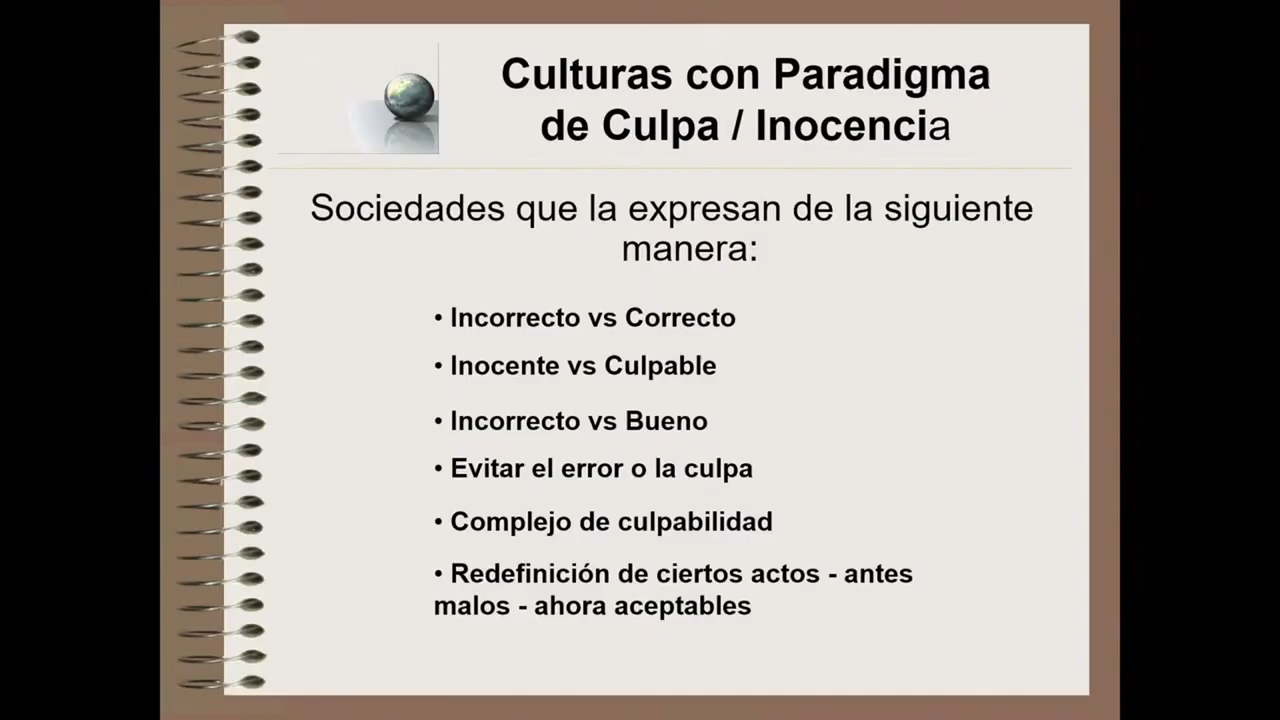 Culturas con Paradigma
de Culpa / Inocencia
Sociedades que la expresan de la siguiente
manera:
• Incorrecto vs Correcto
• Inocente vs Culpable
• Incorrecto vs Bueno
• Evitar el error o la culpa
• Complejo de culpabilidad
• Redefinición de ciertos actos - antes
malos - ahora aceptables